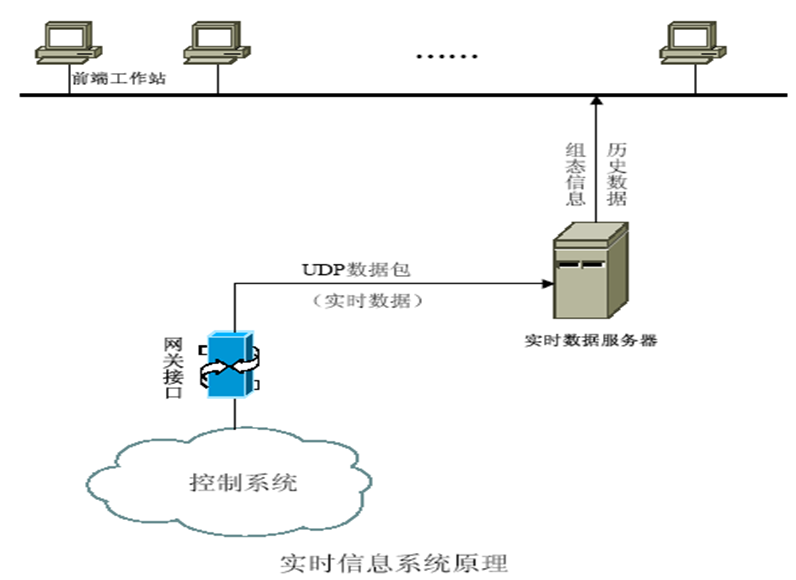 前端工作站
……
组态信息
历史数据
UDP数据包
（实时数据）
实时数据服务器
网关接口
控制系统
实时信息系统原理